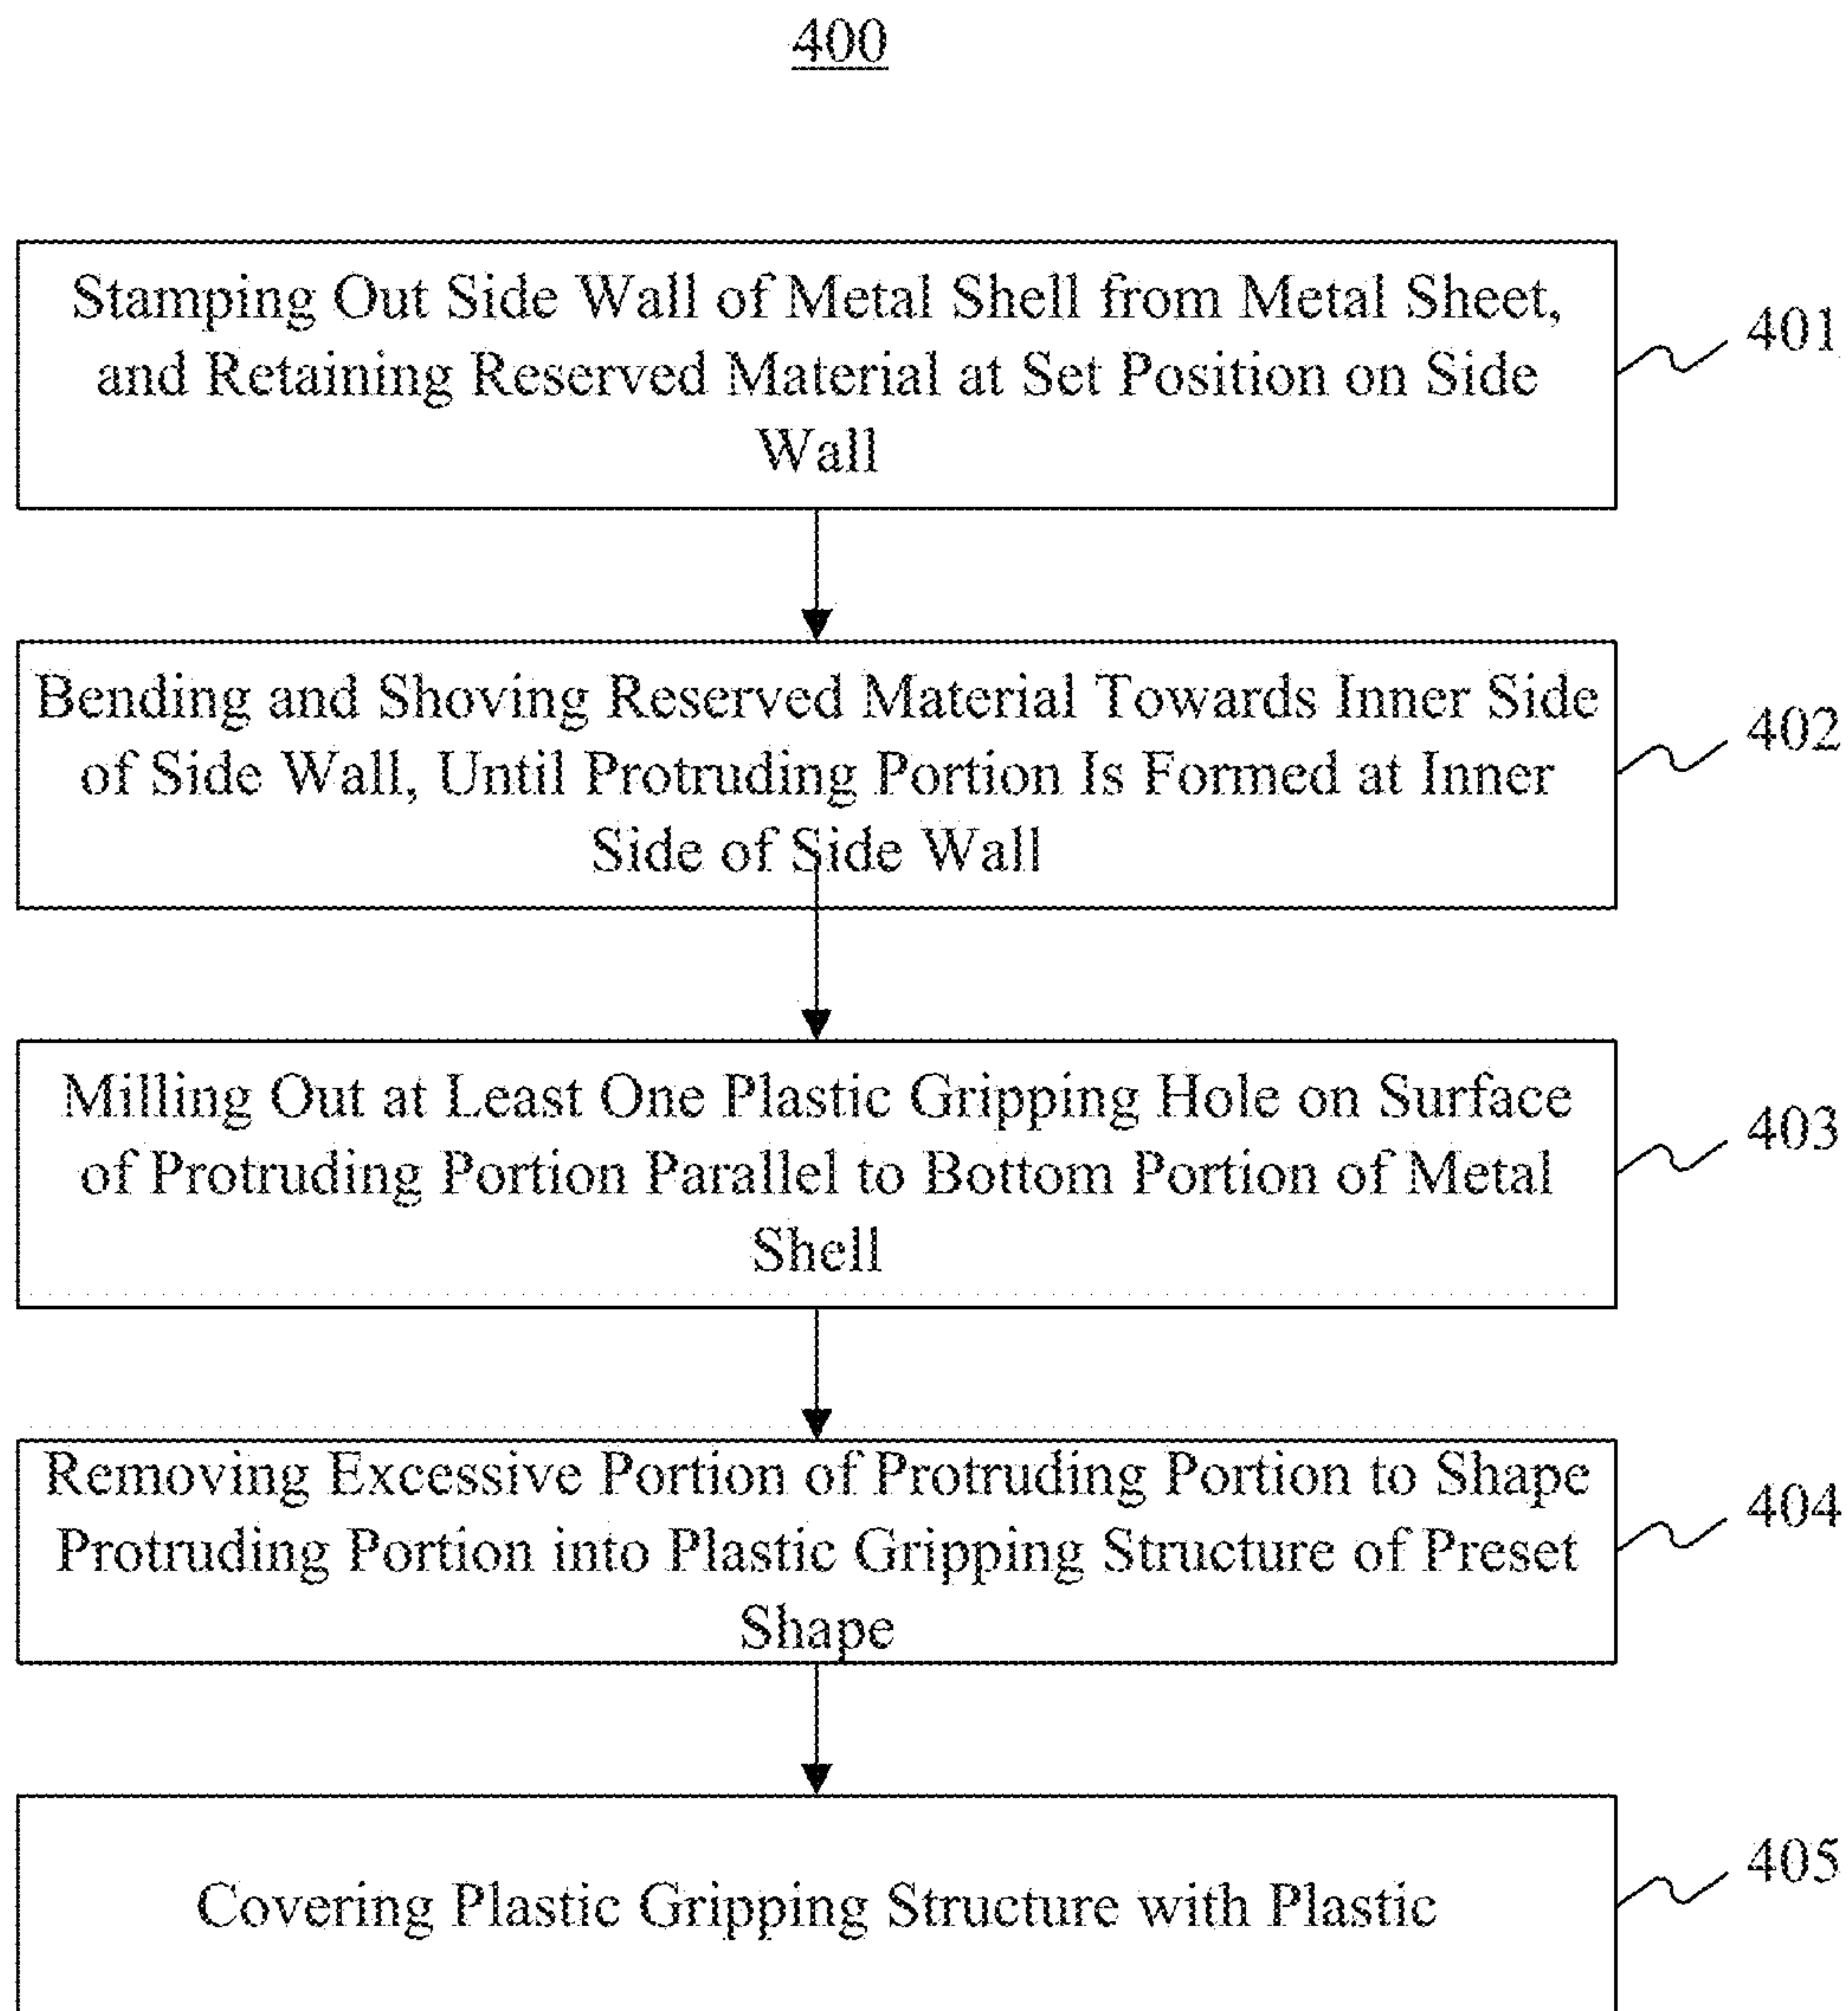 400
Stamping Out Side Wall of Metal Shell from Metal Sheet,
and Retaining Reserved Material at Set Position on Side
Wall
401
Bending and Shoving Reserved Material Towards Inner Side
of Side Wall, Until Protruding Portion Is Formed at Inner
Side of Side Wall
402
Milling Out at Least One Plastic Gripping Hole on Surface
of Protruding Portion Parallel to Bottom Portion of Metal
Shell
403
Removing Excessive Portion of Protruding Portion to Shape
Protruding Portion into Plastic Gripping Structure of Preset
Shape
404
Covering Plastic Gripping Structure with Plastic
405